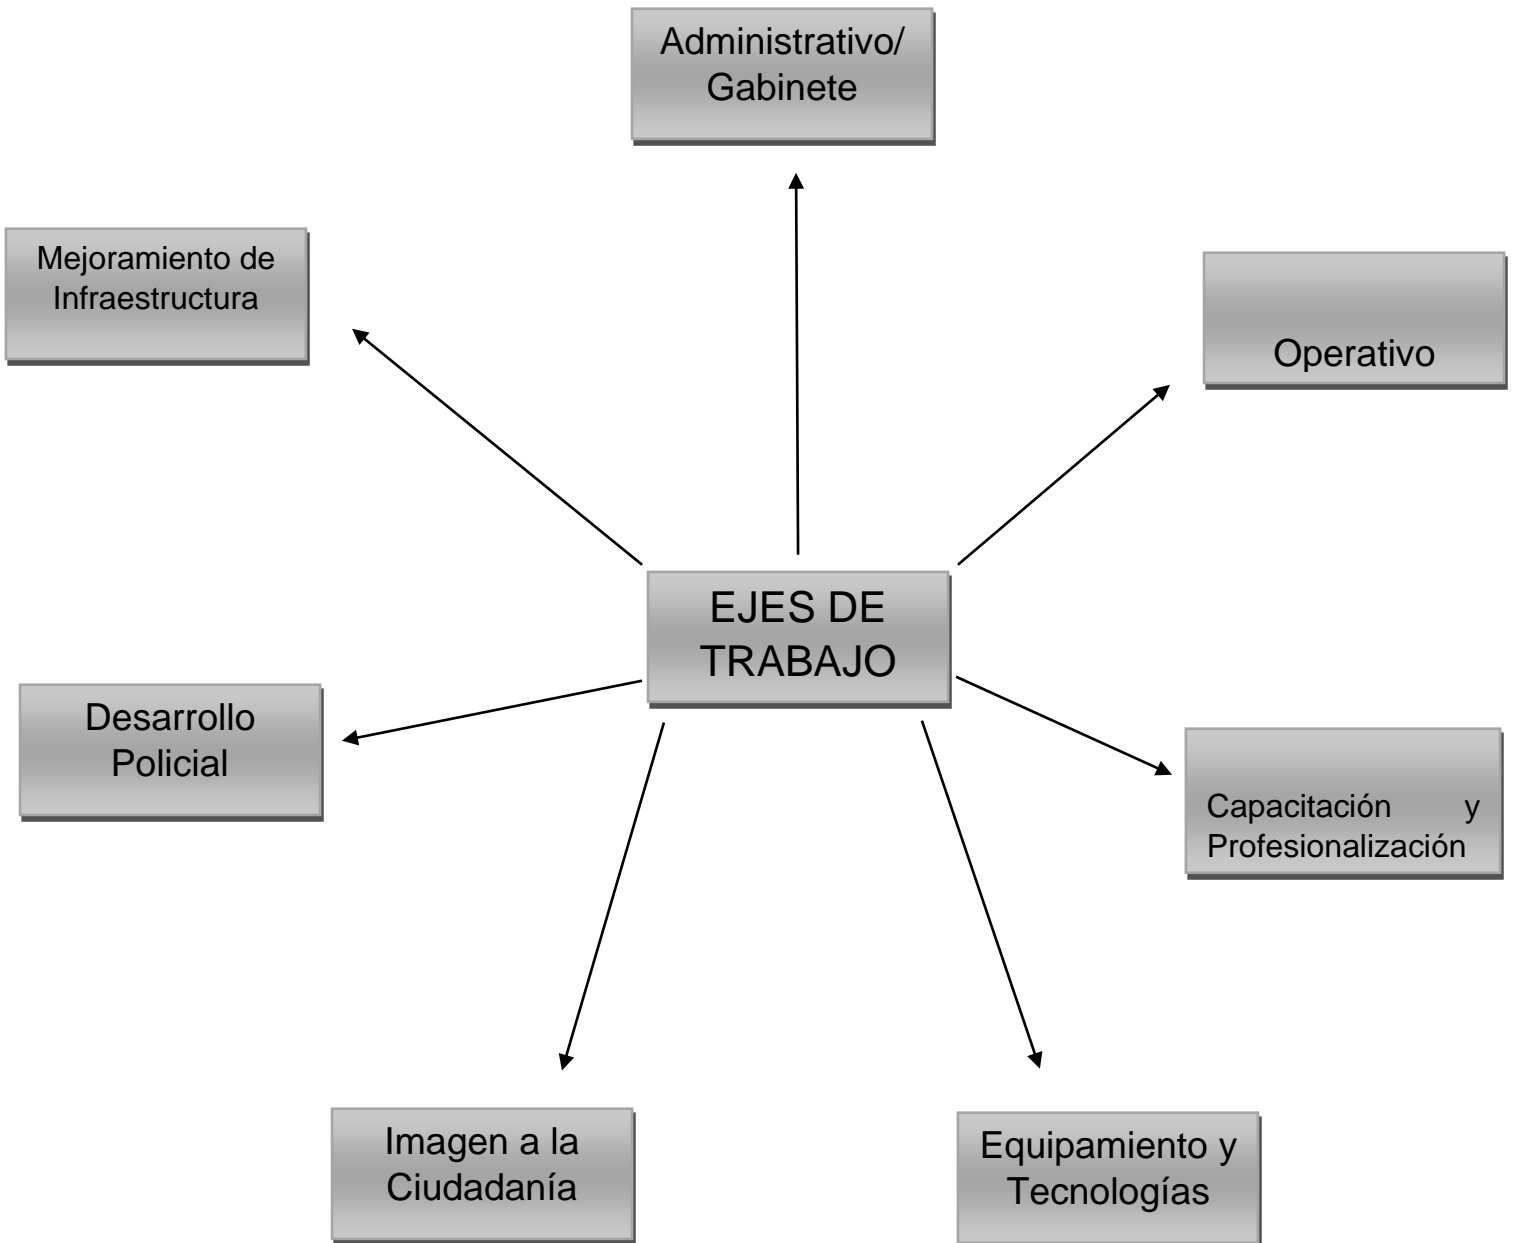 Administrativo/
Gabinete
Mejoramiento de
Infraestructura
Operativo
EJES DE
TRABAJO
Desarrollo
Policial
Capacitación y
Profesionalización
Imagen a la
Ciudadanía
Equipamiento y
Tecnologías